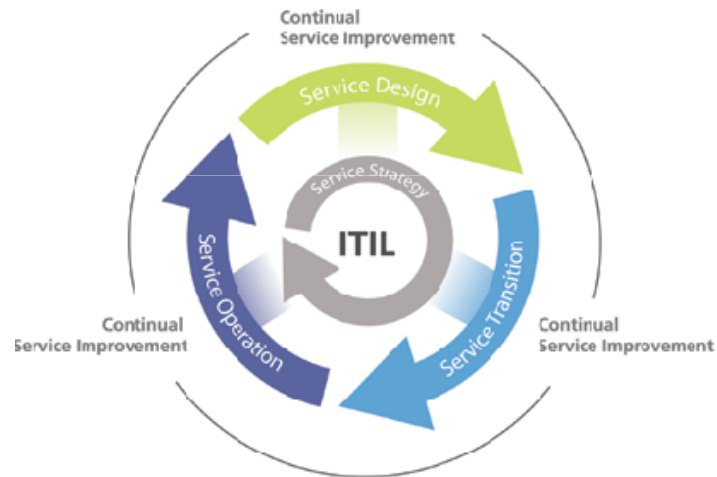 Continual
Service Improvement
Service Design
Service Strategy
ITIL
Service Operation
Service Transition
Continual
Service Improvement
Continual
Service Improvement